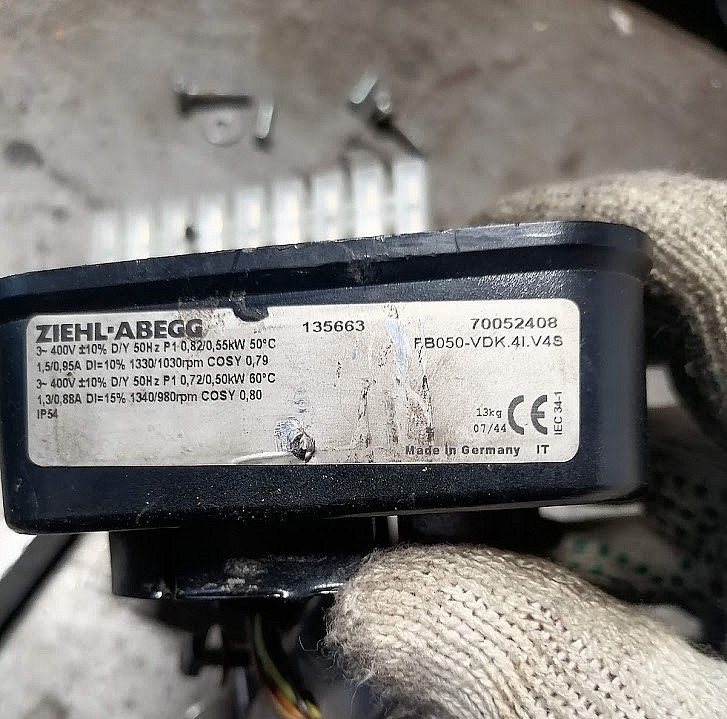 ZIEHL-ABEGG 135663 70052408
3~ 400V ±10% D/Y 50Hz P1 0,82/0,55kW 50°C FB050-VDK.4I.V4S
1,5/0,95A DI=10% 1330/1030rpm COSY 0,79
3~ 400V ±10% D/Y 50Hz P1 0,72/0,50kW 60°C
1,3/0,88A DI=15% 1340/980rpm COSY 0,80
IP54
13kg
07/44
CE
IEC 34-1
Made in Germany IT